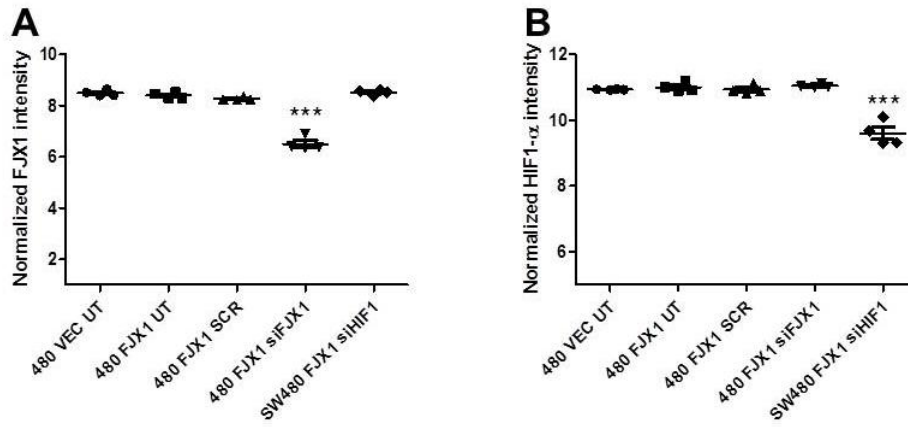 A
Normalized FJX1 intensity
10
8
6
4
2
***
480 VEC UT
480 FJX1 UT
480 FJX1 SCR
480 FJX1 siFJX1
SW480 FJX1 siHIF1
B
Normalized HIF1-α intensity
12
10
8
6
***
480 VEC UT
480 FJX1 UT
480 FJX1 SCR
480 FJX1 siFJX1
SW480 FJX1 siHIF1